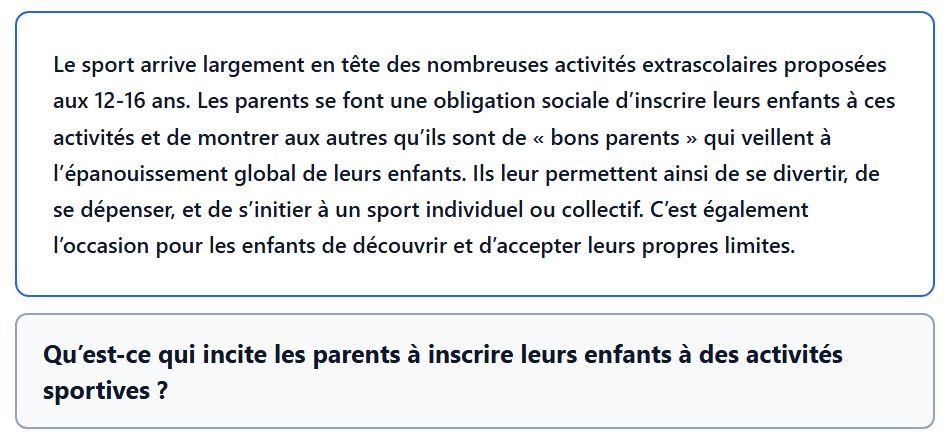 Le sport arrive largement en tête des nombreuses activités extrascolaires proposées
aux 12-16 ans. Les parents se font une obligation sociale d’inscrire leurs enfants à ces
activités et de montrer aux autres qu’ils sont de « bons parents » qui veillent à
l’épanouissement global de leurs enfants. Ils leur permettent ainsi de se divertir, de
se dépenser, et de s’initier à un sport individuel ou collectif. C’est également
l’occasion pour les enfants de découvrir et d’accepter leurs propres limites.
Qu’est-ce qui incite les parents à inscrire leurs enfants à des activités
sportives ?